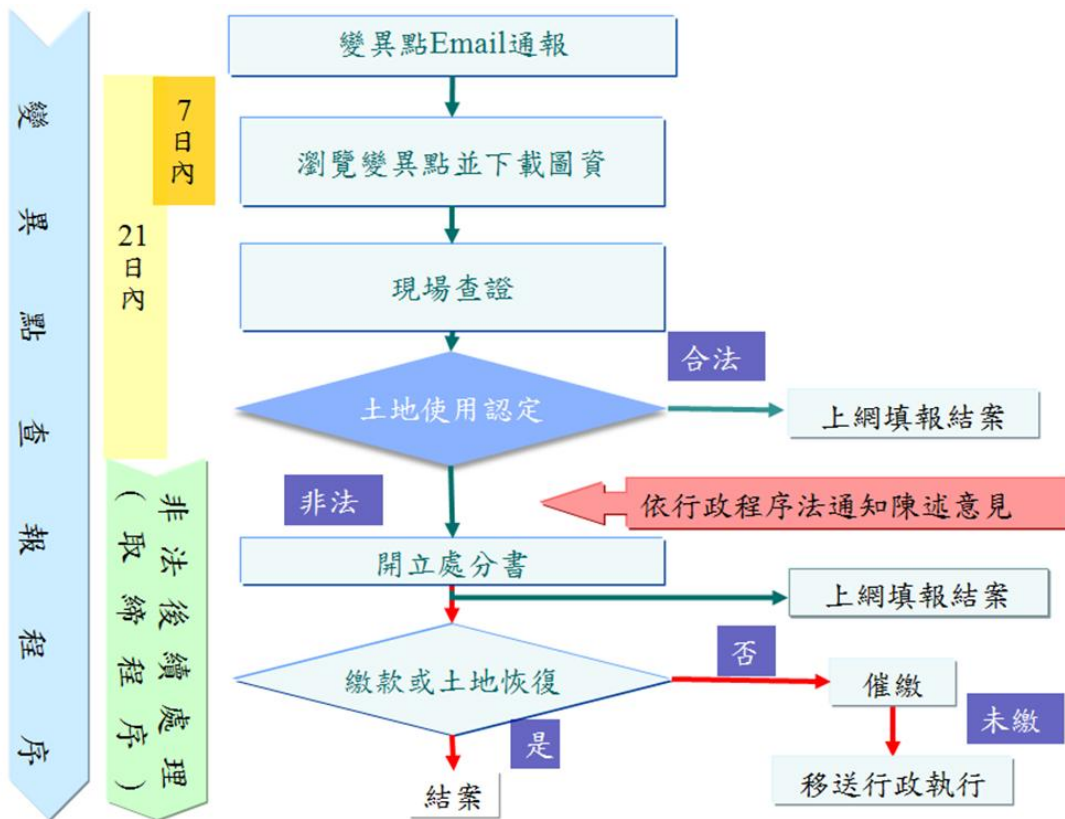 變異點查報程序
7日內
21日內
非法後續處理
(取締程序)
變異點Email通報
瀏覽變異點並下載圖資
現場查證
土地使用認定
合法
上網填報結案
非法
依行政程序法通知陳述意見
開立處分書
上網填報結案
繳款或土地恢復
否
催繳
未繳
移送行政執行
是
結案